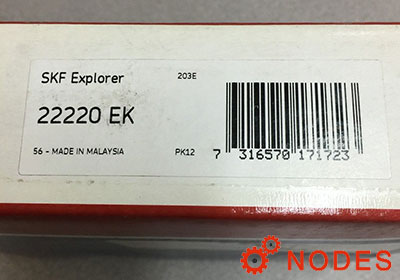 SKF Explorer
203E
22220 EK
56 - MADE IN MALAYSIA
PK12
7 316570 171723
NODES